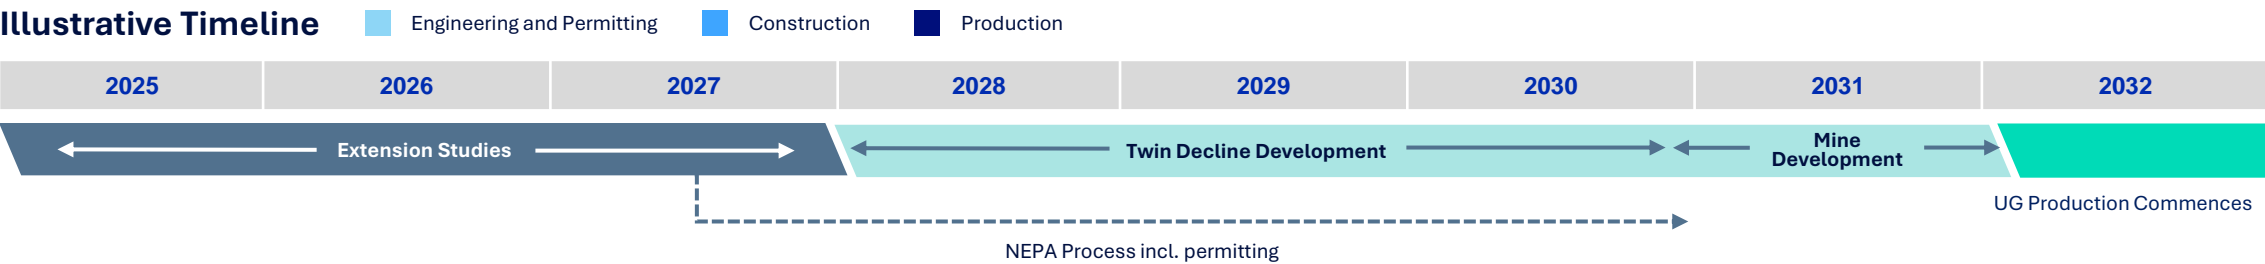 Illustrative Timeline Engineering and Permitting Construction Production
2025 2026 2027 2028 2029 2030 2031 2032
Extension Studies Twin Decline Development Mine
Development
UG Production Commences
NEPA Process incl. permitting